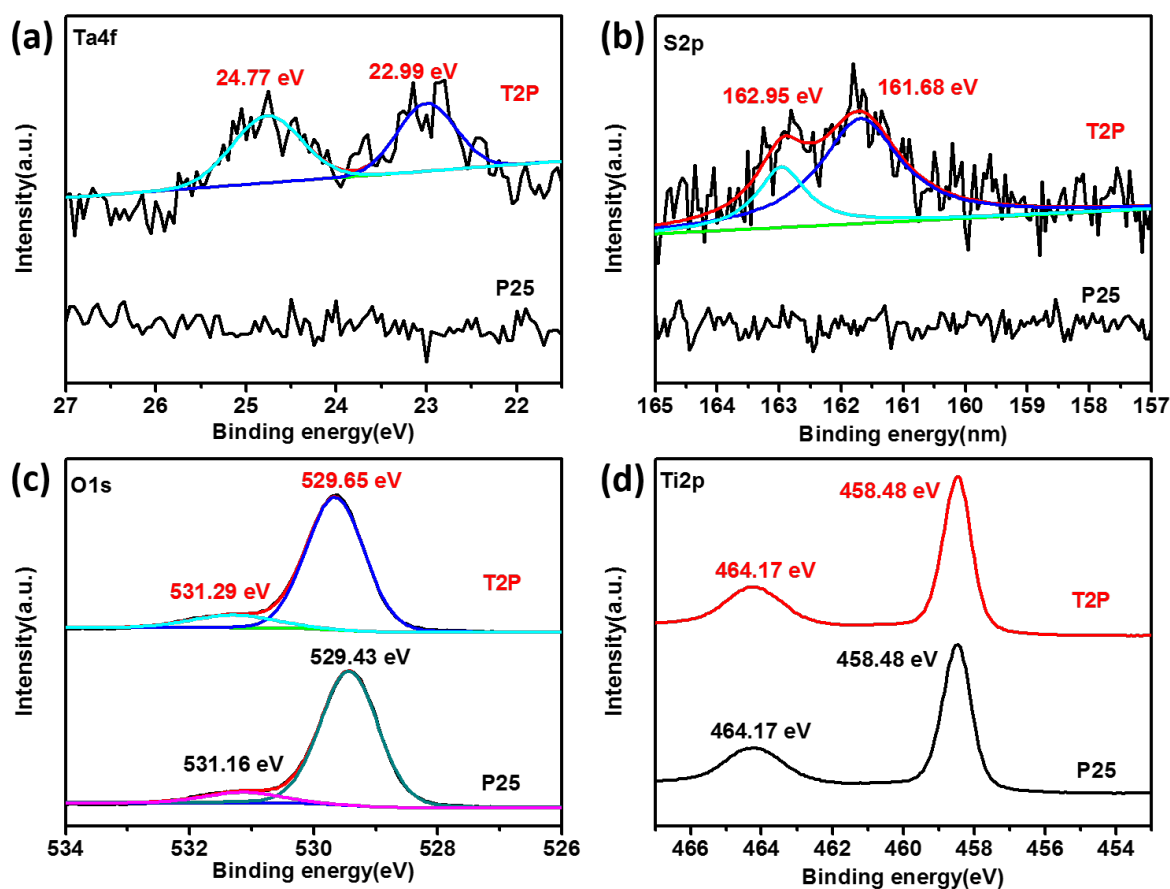 (a)
Ta4f
24.77 eV
22.99 eV
T2P
P25
Intensity(a.u.)
27 26 25 24 23 22
Binding energy(eV)
(b)
S2p
162.95 eV
161.68 eV
T2P
P25
Intensity(a.u.)
165 164 163 162 161 160 159 158 157
Binding energy(nm)
(c)
O1s
529.65 eV
531.29 eV
T2P
529.43 eV
531.16 eV
P25
Intensity(a.u.)
534 532 530 528 526
Binding energy(eV)
(d)
Ti2p
458.48 eV
464.17 eV
T2P
458.48 eV
464.17 eV
P25
Intensity(a.u.)
466 464 462 460 458 456 454
Binding energy(eV)